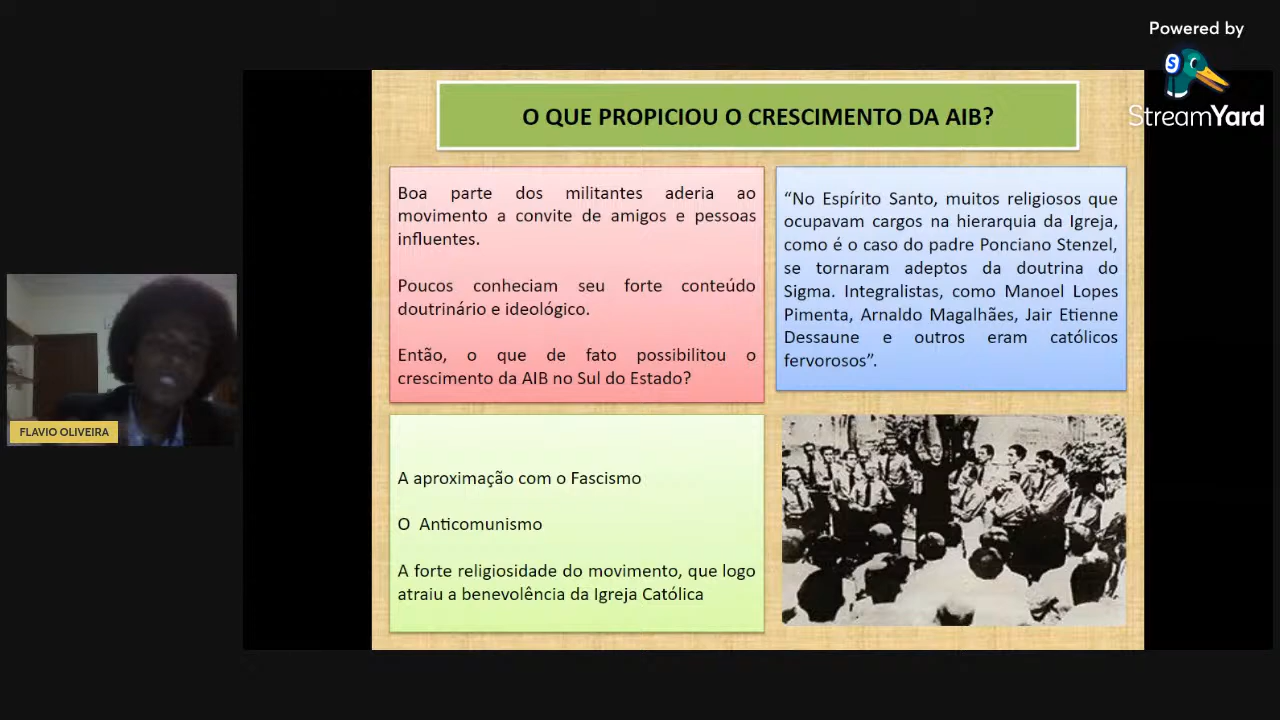 Powered by
StreamYard
O QUE PROPICIOU O CRESCIMENTO DA AIB?
Boa parte dos militantes aderia ao
movimento a convite de amigos e pessoas
influentes.
Poucos conheciam seu forte conteúdo
doutrinário e ideológico.
Então, o que de fato possibilitou o
crescimento da AIB no Sul do Estado?
“No Espírito Santo, muitos religiosos que
ocupavam cargos na hierarquia da Igreja,
como é o caso do padre Ponciano Stenzel,
se tornaram adeptos da doutrina do
Sigma. Integralistas, como Manoel Lopes
Pimenta, Arnaldo Magalhães, Jair Etienne
Dessaune e outros eram católicos
fervorosos”.
A aproximação com o Fascismo
O Anticomunismo
A forte religiosidade do movimento, que logo
atraiu a benevolência da Igreja Católica
FLAVIO OLIVEIRA